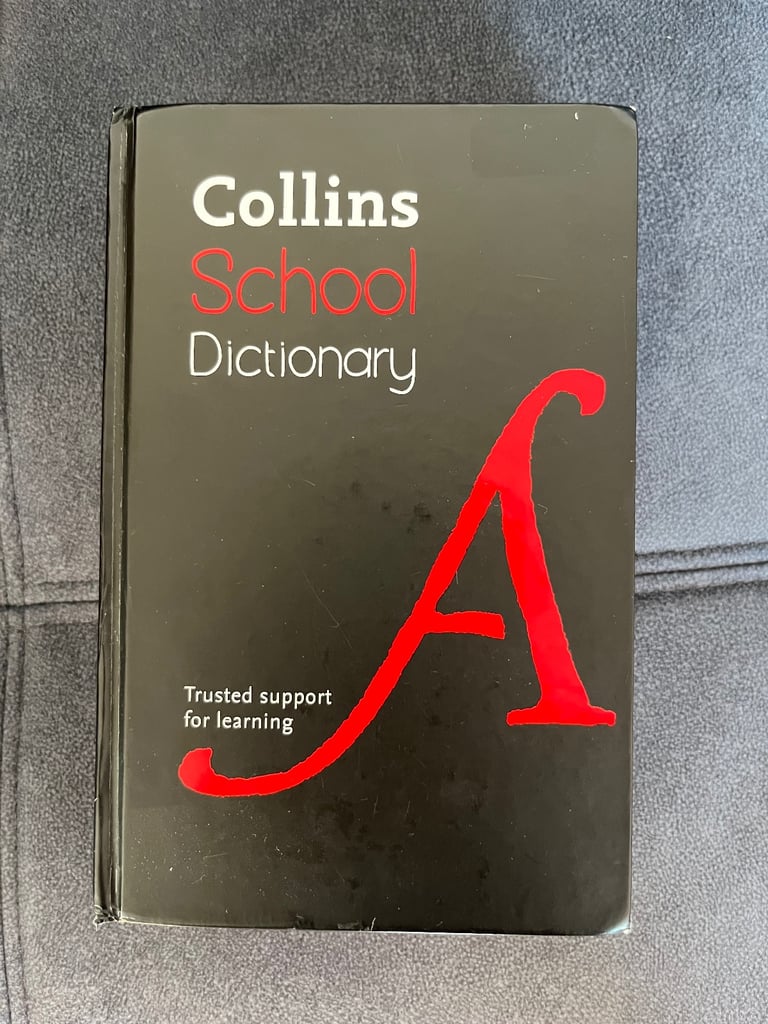 Collins
School
Dictionary
A
Trusted support
for learning